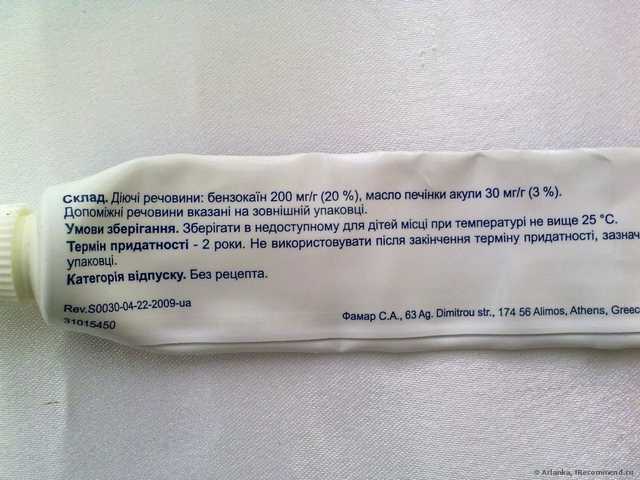 Склад. Діючі речовини: бензокаїн 200 мг/г (20 %), масло печінки акули 30 мг/г (3 %).
Допоміжні речовини вказані на зовнішній упаковці.
Умови зберігання. Зберігати в недоступному для дітей місці при температурі не вище 25 °C.
Термін придатності - 2 роки. Не використовувати після закінчення терміну придатності, зазнач
упаковці.
Категорія відпуску. Без рецепта.
Rev.S0030-04-22-2009-ua
31015450
Фамар С.А., 63 Ag. Dimitrou str., 174 56 Alimos, Athens, Greec
© Arlanka, IRecommend.ru